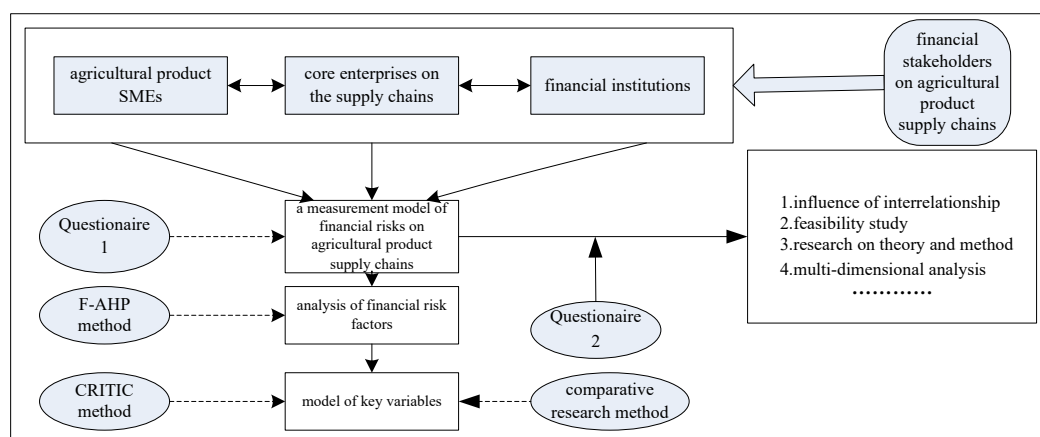 agricultural product
SMEs
core enterprises on
the supply chains
financial institutions
financial
stakeholders
on agricultural
product
supply chains
Questionaire
1
a measurement model of
financial risks on
agricultural product
supply chains
1.influence of interrelationship
2.feasibility study
3.research on theory and method
4.multi-dimensional analysis
…………
F-AHP
method
analysis of financial risk
factors
Questionaire
2
CRITIC
method
model of key variables
comparative
research method